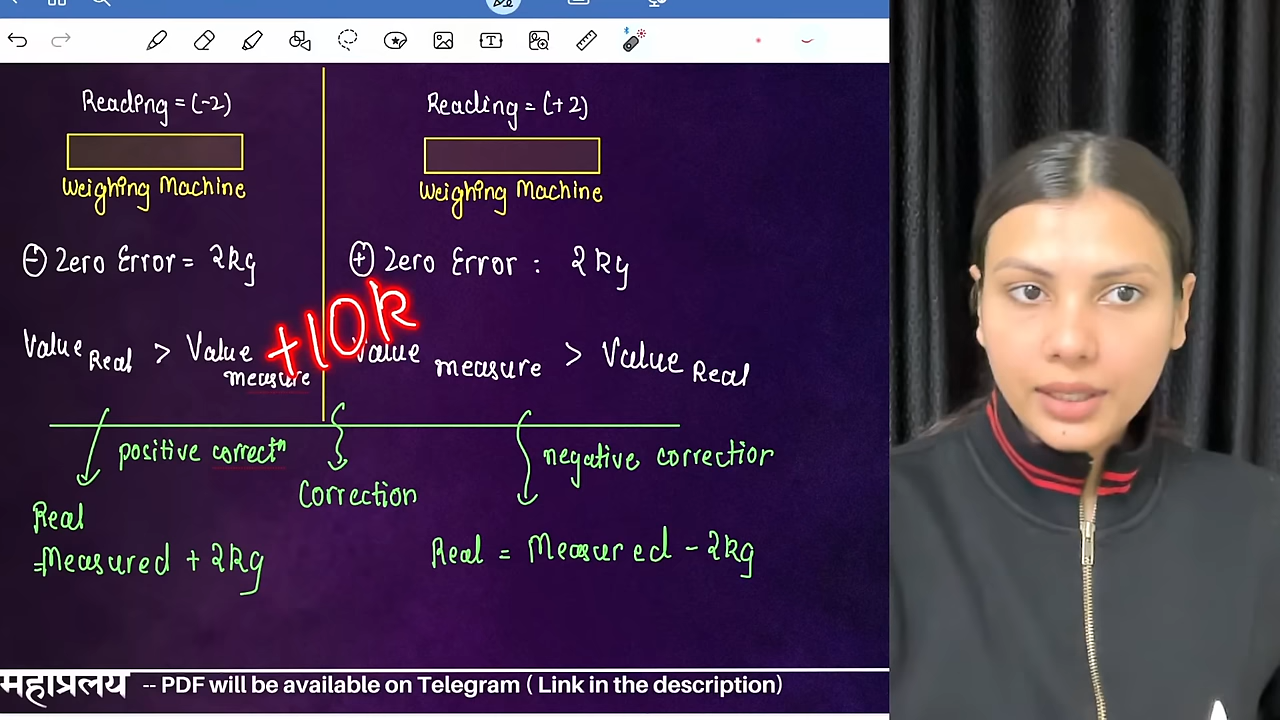 Reading = (-2)
Weighing Machine
⊖ Zero Error = 2kg
Value Real > Value measure
positive correctⁿ
Real
=Measured + 2kg
Reading = (+2)
Weighing Machine
⊕ Zero Error : 2kg
+10k
Value measure > Value Real
Correction
negative correction
Real = Measured - 2kg
महाप्रलय -- PDF will be available on Telegram ( Link in the description)